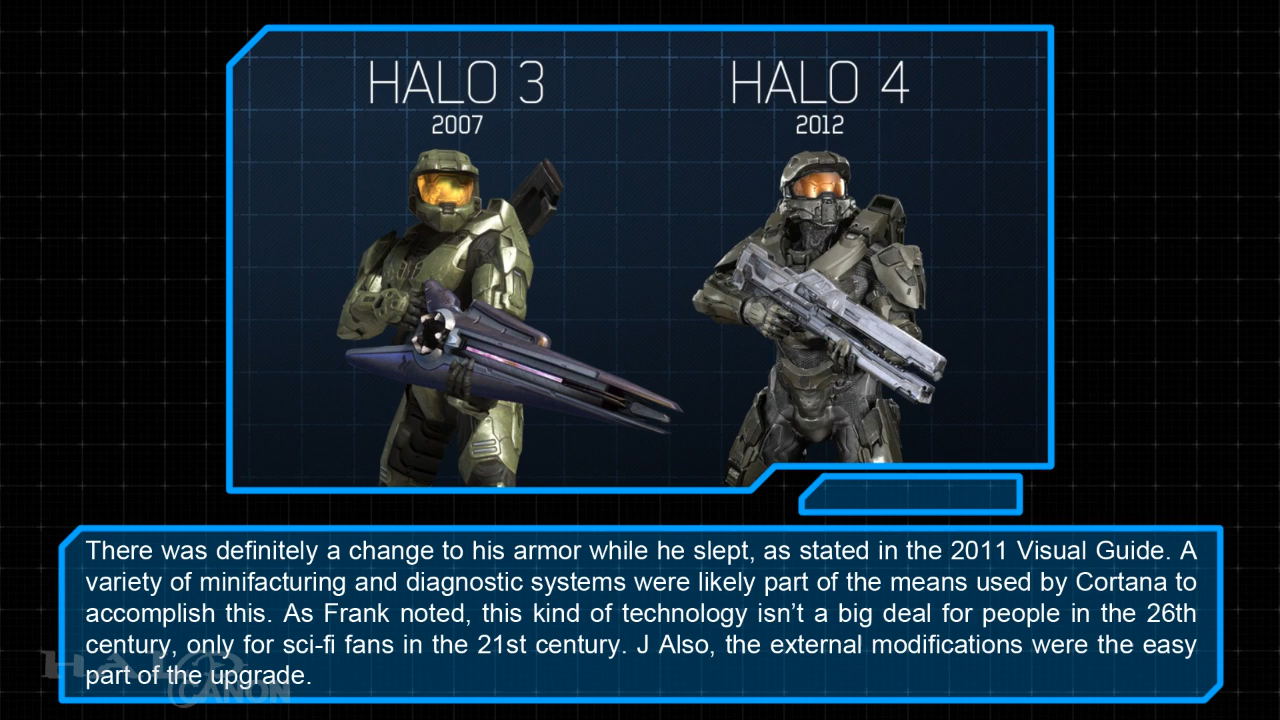 HALO 3
2007
HALO 4
2012
There was definitely a change to his armor while he slept, as stated in the 2011 Visual Guide. A
variety of minifacturing and diagnostic systems were likely part of the means used by Cortana to
accomplish this. As Frank noted, this kind of technology isn’t a big deal for people in the 26th
century, only for sci-fi fans in the 21st century. J Also, the external modifications were the easy
part of the upgrade.
HALO
CANON